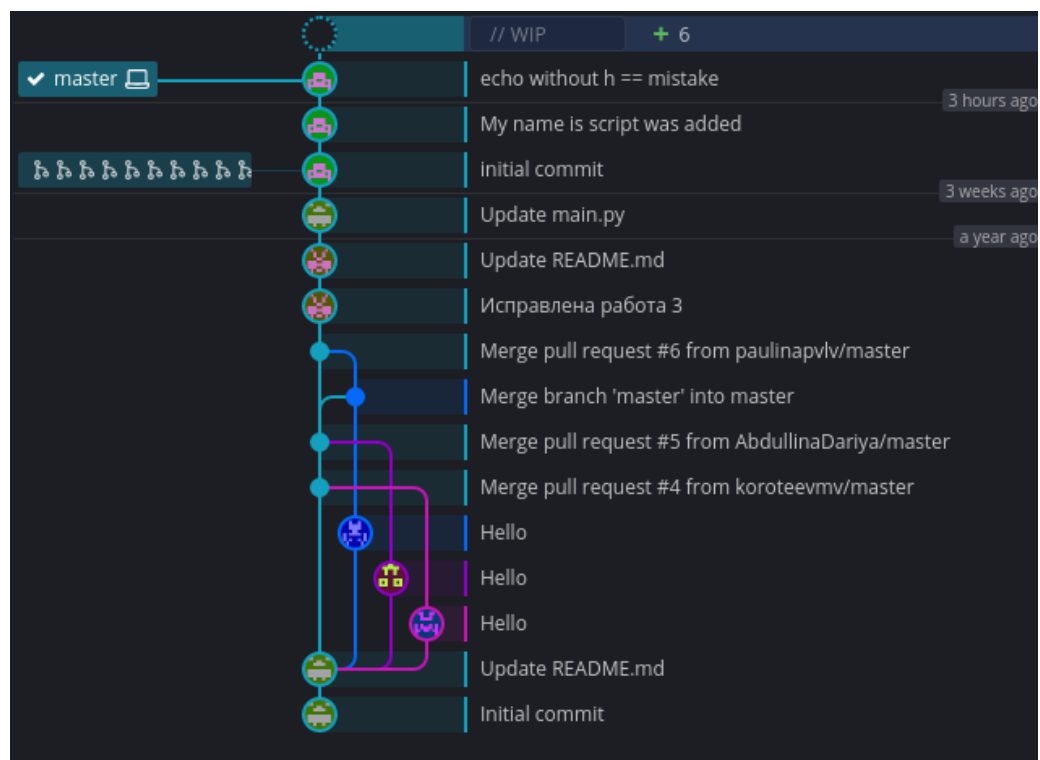 // WIP + 6
master echo without h == mistake
3 hours ago
My name is script was added
initial commit
3 weeks ago
Update main.py
a year ago
Update README.md
Исправлена работа 3
Merge pull request #6 from paulinapvlv/master
Merge branch 'master' into master
Merge pull request #5 from AbdullinaDariya/master
Merge pull request #4 from koroteevmv/master
Hello
Hello
Hello
Update README.md
Initial commit